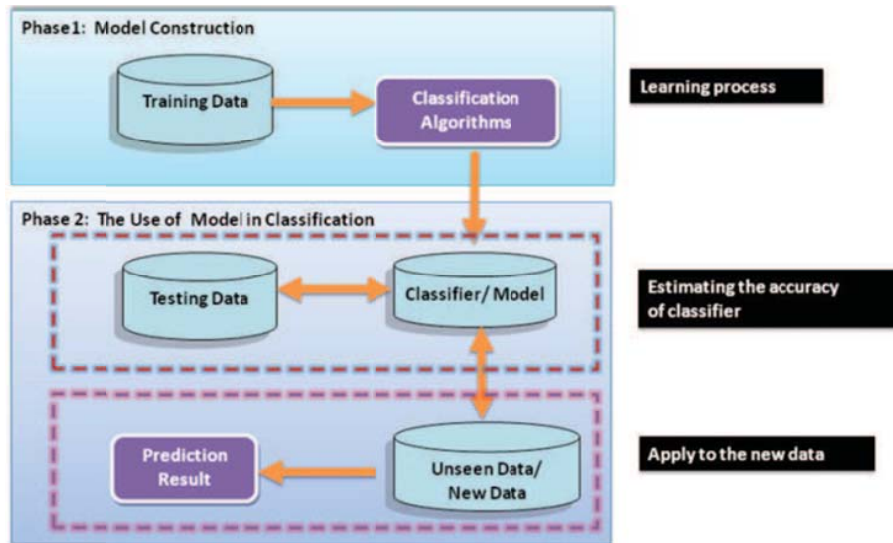 Phase1: Model Construction
Training Data
Classification
Algorithms
Learning process
Phase 2: The Use of Model in Classification
Testing Data
Classifier/ Model
Estimating the accuracy
of classifier
Prediction
Result
Unseen Data/
New Data
Apply to the new data